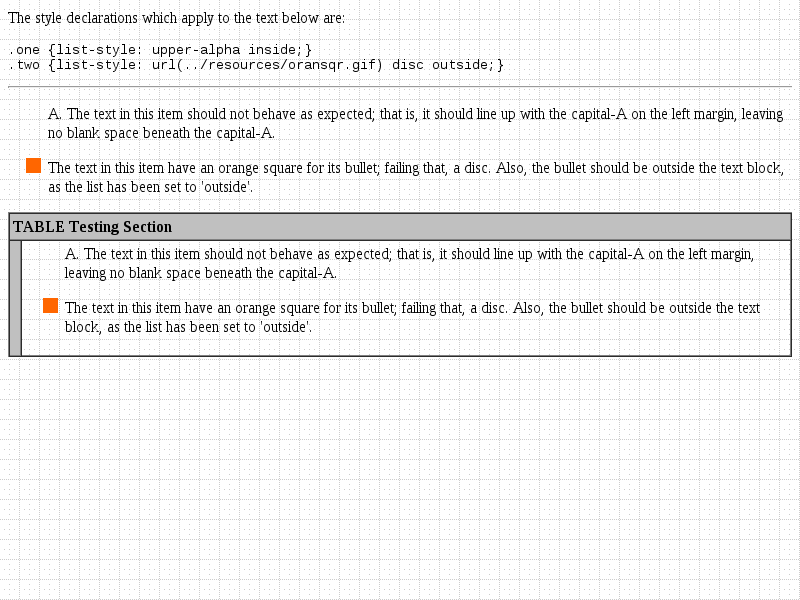 The style declarations which apply to the text below are:
.one {list-style: upper-alpha inside;}
.two {list-style: url(../resources/oransqr.gif) disc outside;}
A. The text in this item should not behave as expected; that is, it should line up with the capital-A on the left margin, leaving
no blank space beneath the capital-A.
The text in this item have an orange square for its bullet; failing that, a disc. Also, the bullet should be outside the text block,
as the list has been set to 'outside'.
TABLE Testing Section
A. The text in this item should not behave as expected; that is, it should line up with the capital-A on the left margin,
leaving no blank space beneath the capital-A.
The text in this item have an orange square for its bullet; failing that, a disc. Also, the bullet should be outside the text
block, as the list has been set to 'outside'.